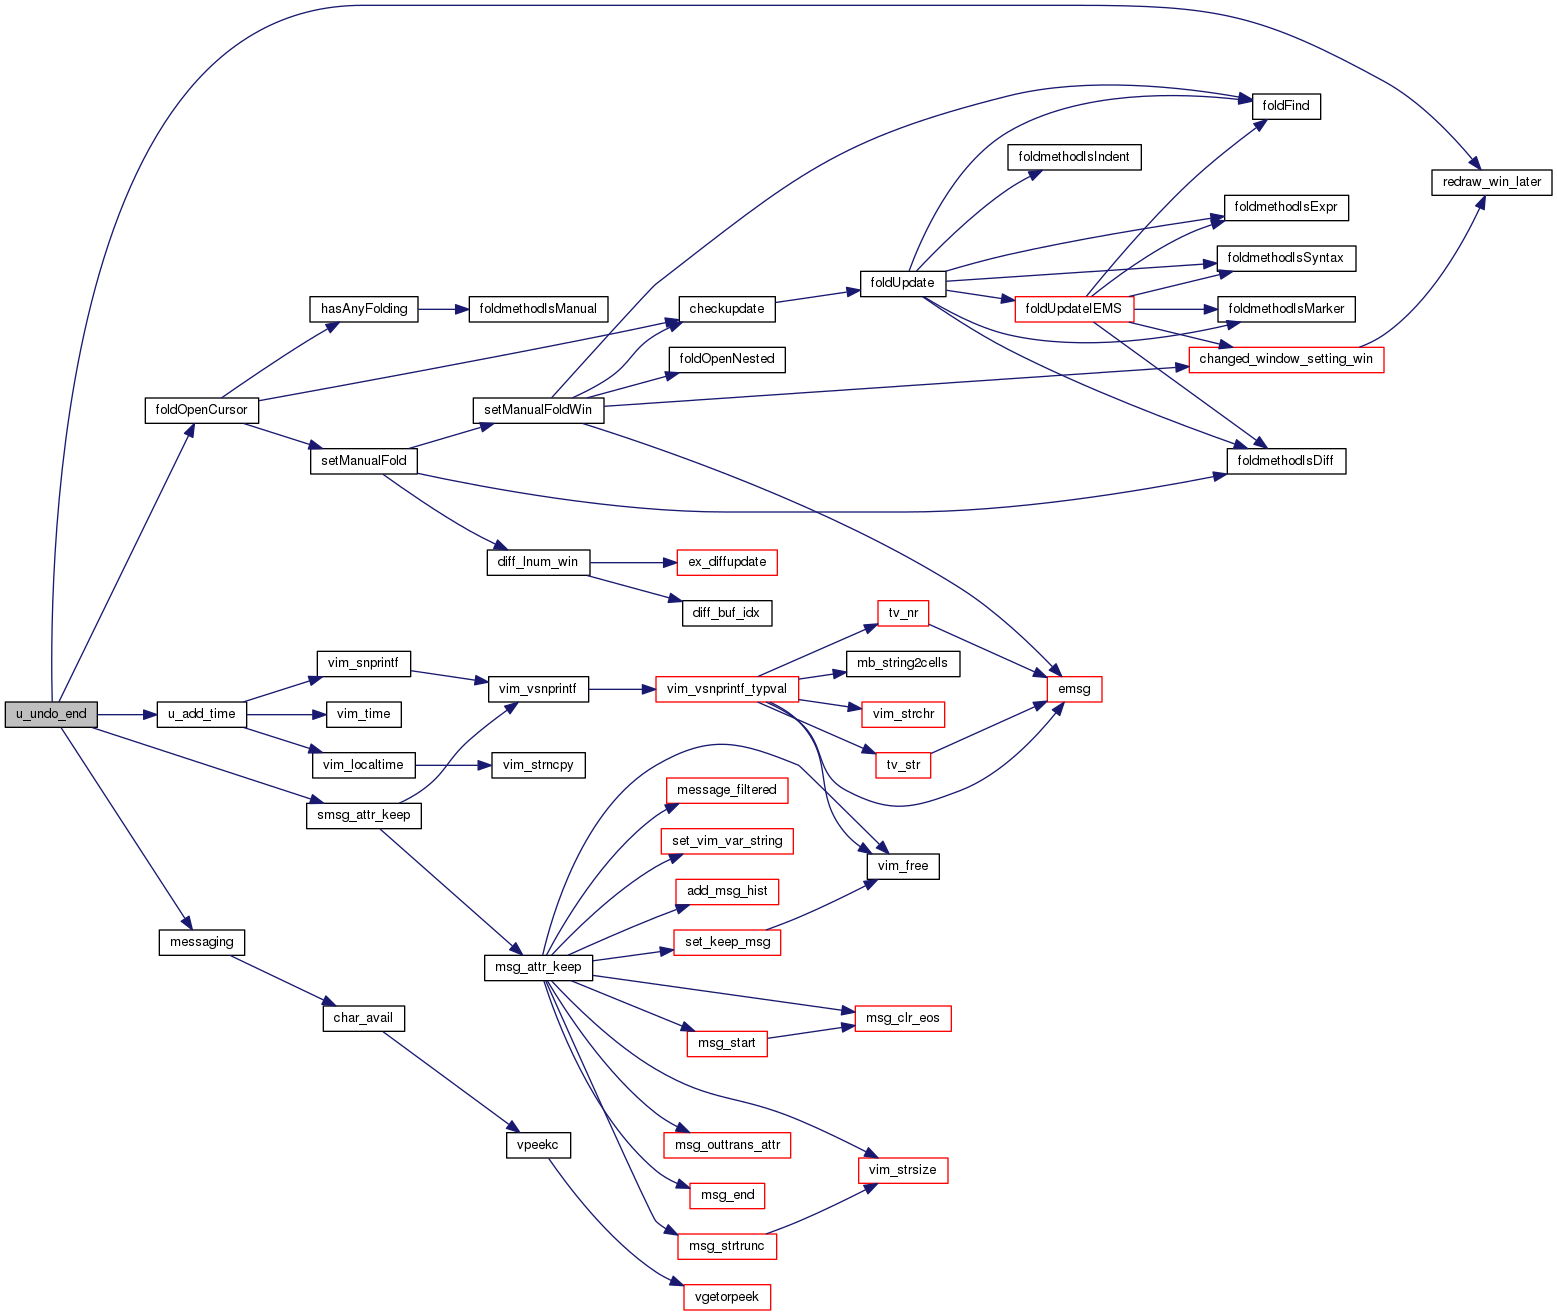 foldFind
foldmethodIsIndent
redraw_win_later
foldmethodIsExpr
foldmethodIsSyntax
foldUpdate
hasAnyFolding
foldmethodIsManual
checkupdate
foldUpdateIEMS
foldmethodIsMarker
foldOpenNested
changed_window_setting_win
foldOpenCursor
setManualFoldWin
setManualFold
foldmethodIsDiff
diff_lnum_win
ex_diffupdate
diff_buf_idx
tv_nr
vim_snprintf
mb_string2cells
vim_vsnprintf
vim_vsnprintf_typval
emsg
u_undo_end
u_add_time
vim_time
vim_strchr
vim_localtime
vim_strncpy
tv_str
message_filtered
smsg_attr_keep
set_vim_var_string
vim_free
add_msg_hist
messaging
set_keep_msg
msg_attr_keep
char_avail
msg_clr_eos
msg_start
vpeekc
msg_outtrans_attr
vim_strsize
msg_end
msg_strtrunc
vgetorpeek